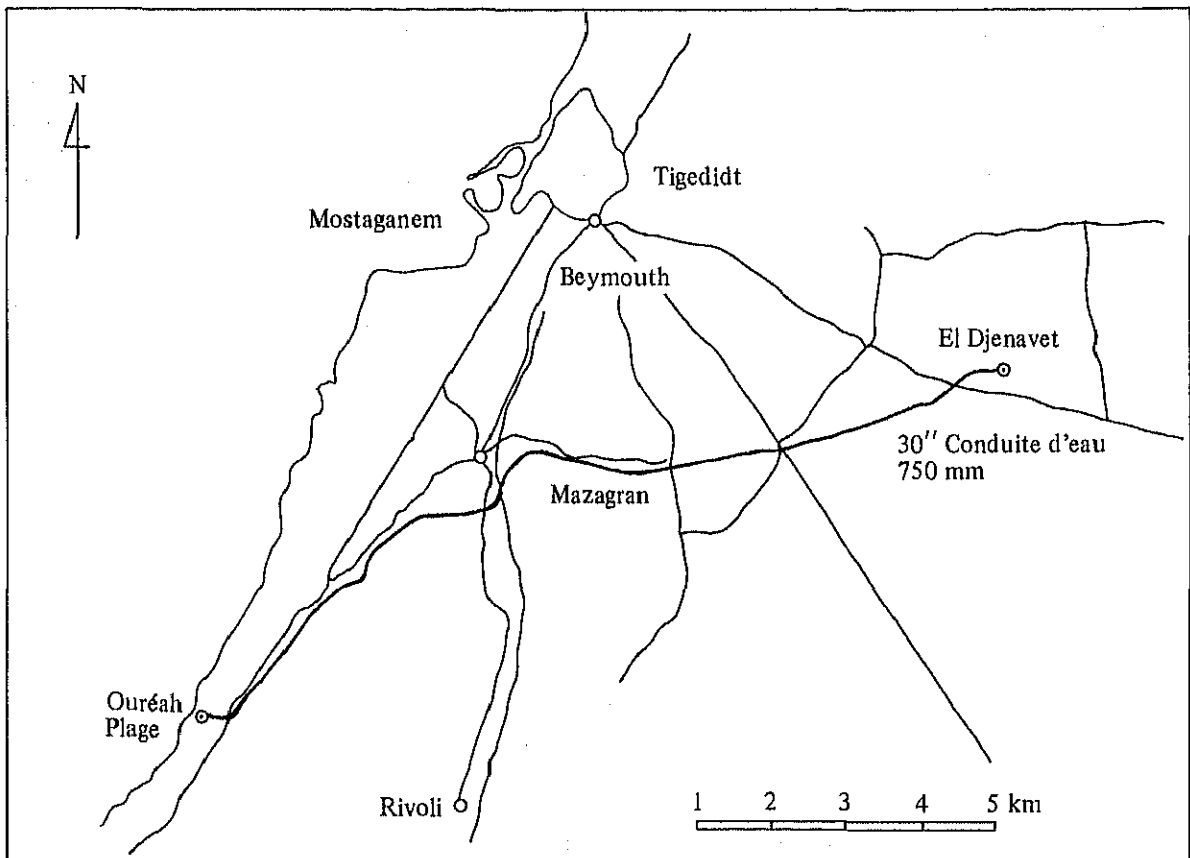 N
Tigedidt
Mostaganem
Beymouth
El Djenavet
30" Conduite d'eau
750 mm
Mazagran
Ouréah
Plage
Rivoli
1 2 3 4 5 km